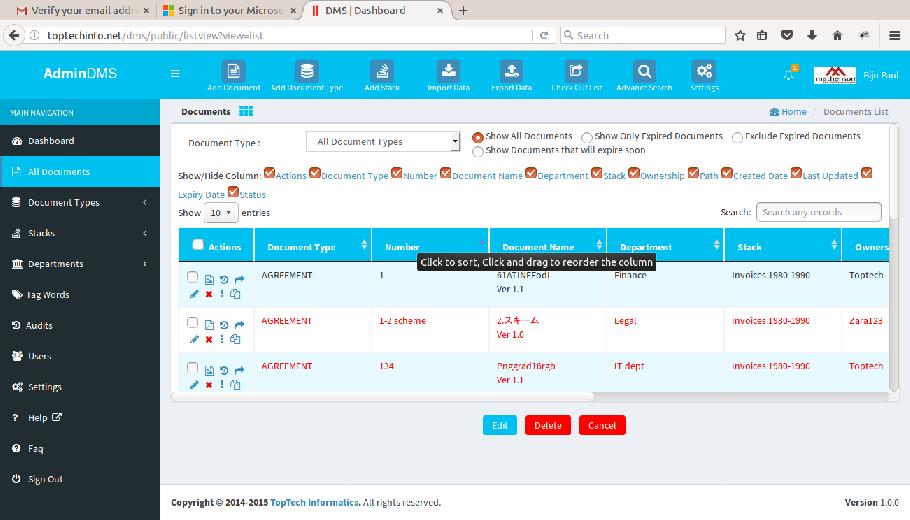 Verify your email addre
Sign in to your Microso
DMS | Dashboard
toptechinfo.net/dms/public/listview?view=list
Search
AdminDMS
Add Document
Add Document Type
Add Stack
Import Data
Export Data
Check Out List
Advance Search
Settings
Biju Paul
MAIN NAVIGATION
Dashboard
All Documents
Document Types
Stacks
Departments
Tag Words
Audits
Users
Settings
Help
Faq
Sign Out
Documents
Home / Documents List
Document Type :
All Document Types
Show All Documents
Show Only Expired Documents
Exclude Expired Documents
Show Documents that will expire soon
Show/Hide Column: Actions Document Type Number Document Name Department Stack Ownership Path Created Date Last Updated
Expiry Date Status
Show 10 entries
Search: Search any records
Actions Document Type Number Document Name Department Stack Owners
Click to sort, Click and drag to reorder the column
AGREEMENT 1 Finance Invoices 1980-1990 Toptech
Ver 1.1
AGREEMENT 1-2 scheme 2.スキーム Legal Invoices 1980-1990 Zara123
Ver 1.0
AGREEMENT 134 Pnggrad16rgb IT dept Invoices 1980-1990 Toptech
Ver 1.1
Edit
Delete
Cancel
Copyright © 2014-2015 TopTech Informatics. All rights reserved.
Version 1.0.0